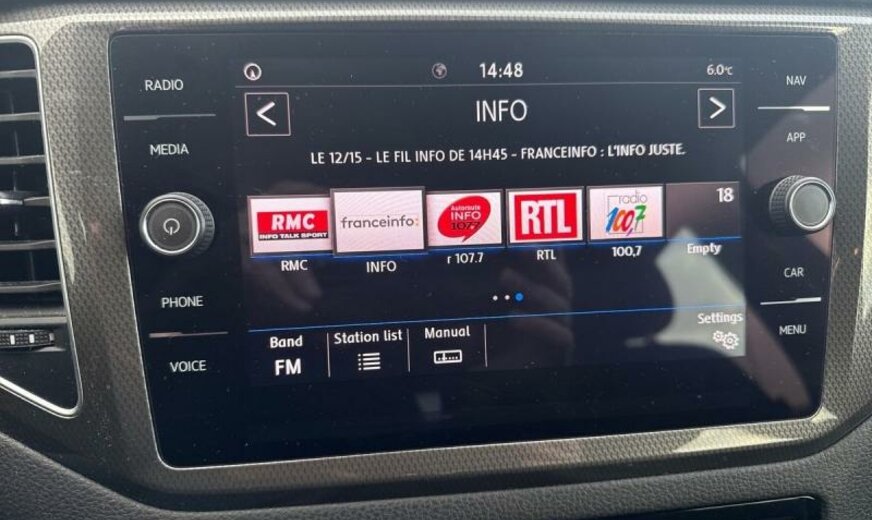 RADIO
MEDIA
PHONE
VOICE
14:48
6.0°C
INFO
LE 12/15 - LE FIL INFO DE 14H45 - FRANCEINFO : L'INFO JUSTE.
RMC
INFO TALK SPORT
franceinfo:
Autoroute
INFO
107.7
RTL
radio
100,7
18
RMC
INFO
r 107.7
RTL
100,7
Empty
Band
FM
Station list
Manual
Settings
NAV
APP
CAR
MENU